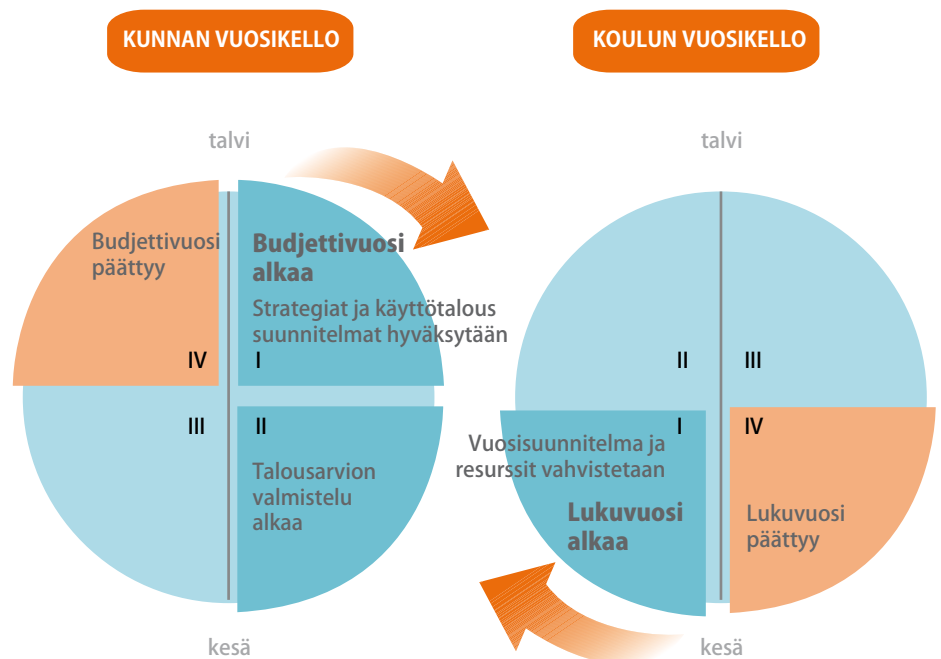 KUNNAN VUOSIKELLO
talvi
Budjettivuosi
päättyy
IV
Budjettivuosi
alkaa
Strategiat ja käyttötalous
suunnitelmat hyväksytään
I
III
II
Talousarvion
valmistelu
alkaa
kesä
KOULUN VUOSIKELLO
talvi
II
III
I
Vuosisuunnitelma ja
resurssit vahvistetaan
Lukuvuosi
alkaa
IV
Lukuvuosi
päättyy
kesä